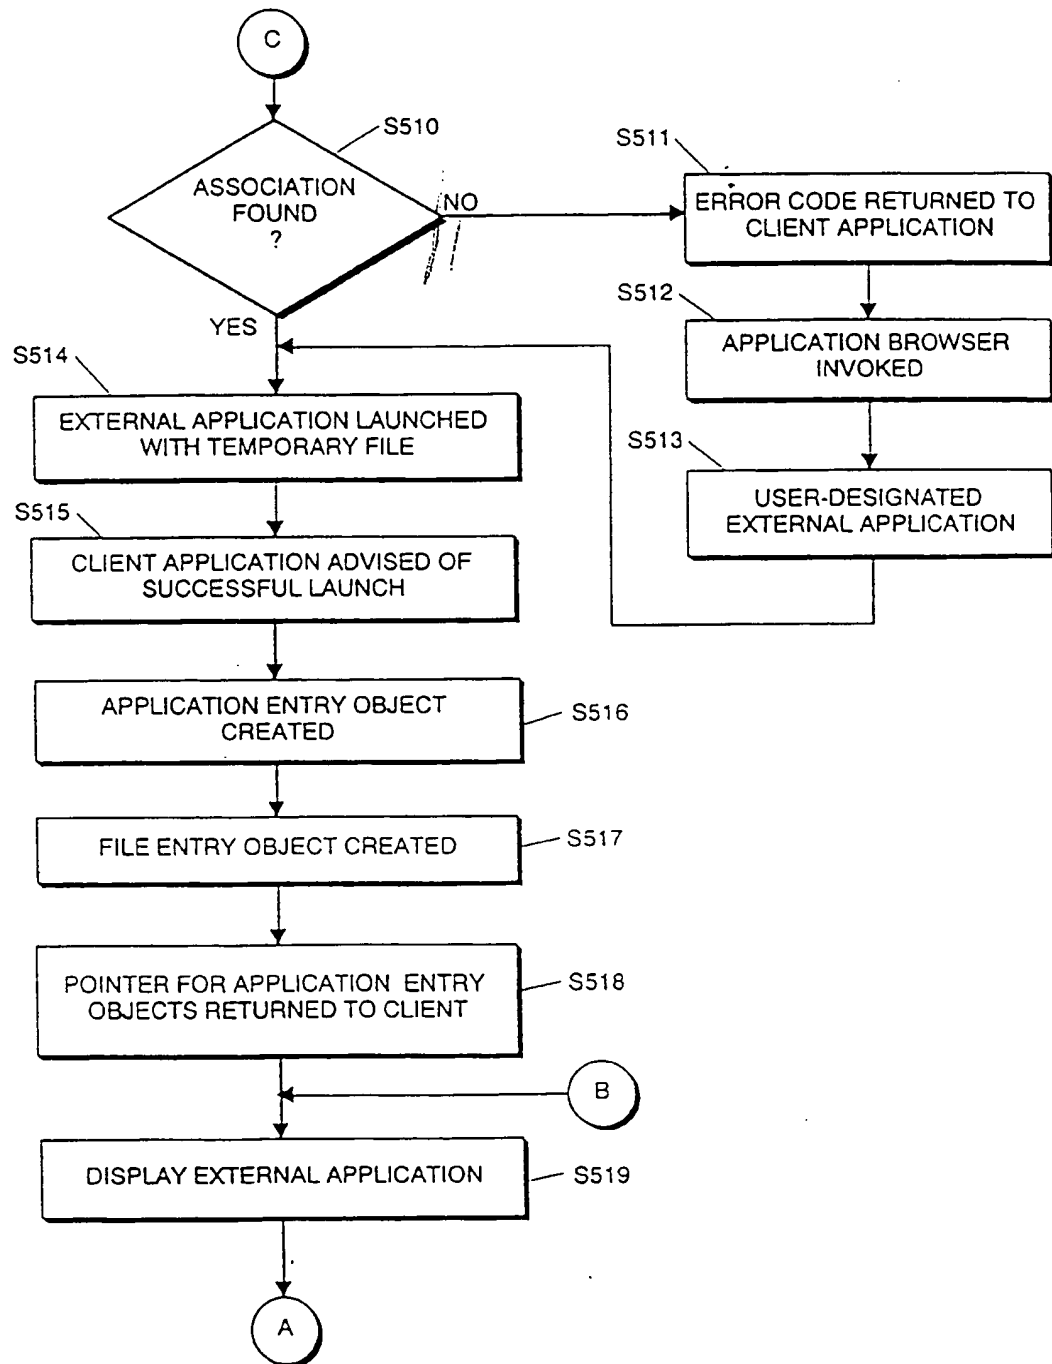 C
S510
ASSOCIATION
FOUND
?
NO
YES
S511
ERROR CODE RETURNED TO
CLIENT APPLICATION
S512
APPLICATION BROWSER
INVOKED
S513
USER-DESIGNATED
EXTERNAL APPLICATION
S514
EXTERNAL APPLICATION LAUNCHED
WITH TEMPORARY FILE
S515
CLIENT APPLICATION ADVISED OF
SUCCESSFUL LAUNCH
APPLICATION ENTRY OBJECT
CREATED
S516
FILE ENTRY OBJECT CREATED
S517
POINTER FOR APPLICATION ENTRY
OBJECTS RETURNED TO CLIENT
S518
B
DISPLAY EXTERNAL APPLICATION
S519
A